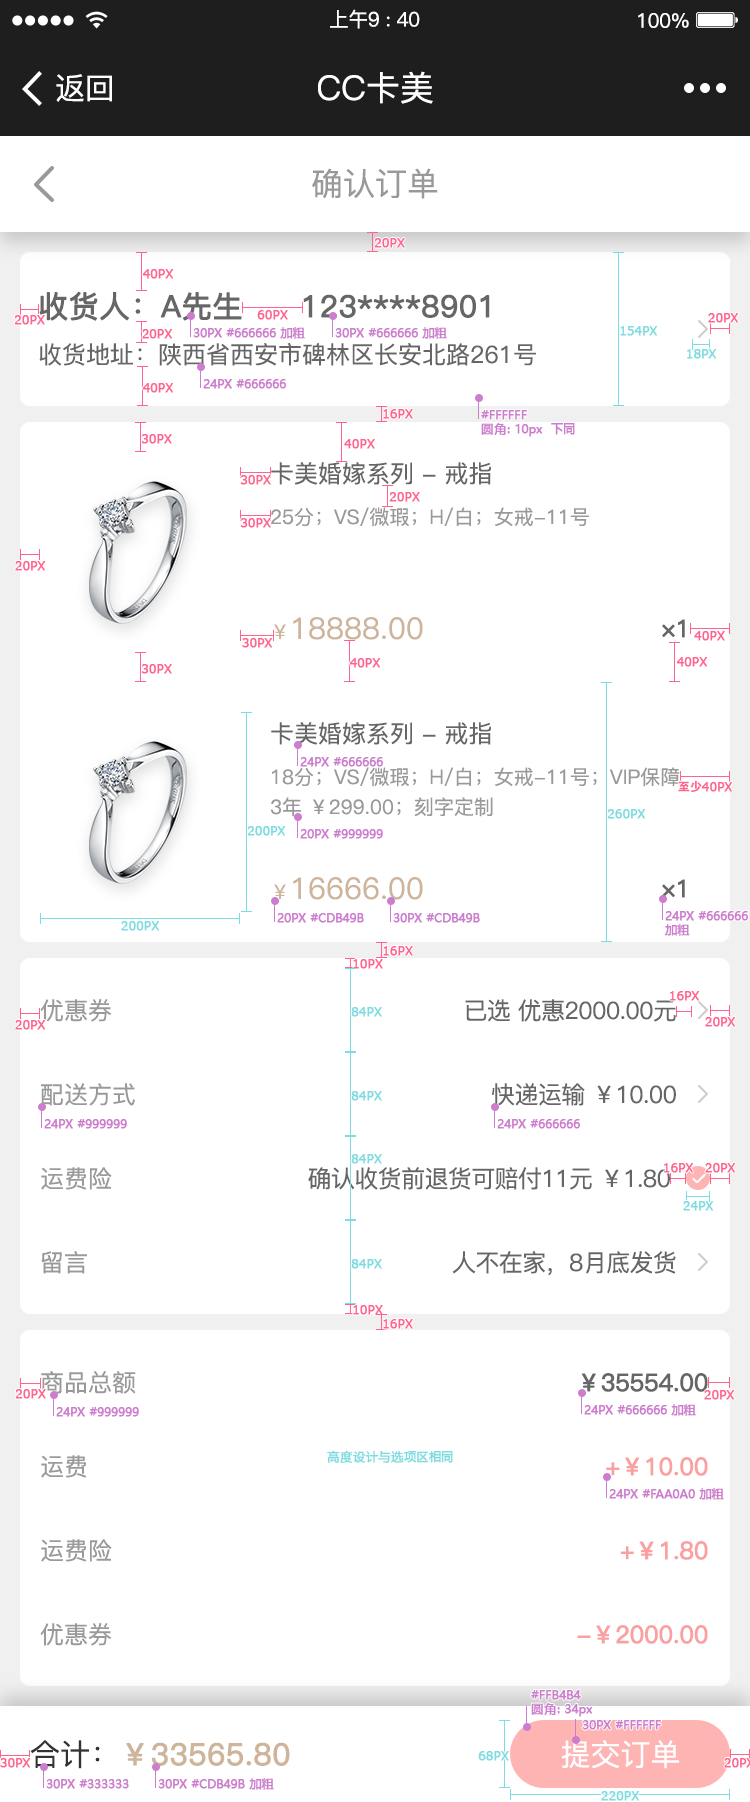 上午9 : 40
100%
返回
CC卡美
确认订单
20PX
40PX
收货人：A先生
123****8901
20PX
60PX
20PX
30PX #666666 加粗
30PX #666666 加粗
20PX
154PX
收货地址：陕西省西安市碑林区长安北路261号
18PX
24PX #666666
40PX
16PX
#FFFFFF
圆角: 10px 下同
30PX
40PX
卡美婚嫁系列 – 戒指
30PX
20PX
25分；VS/微瑕；H/白；女戒–11号
30PX
20PX
¥18888.00
×1
30PX
40PX
40PX
40PX
30PX
卡美婚嫁系列 – 戒指
24PX #666666
18分；VS/微瑕；H/白；女戒–11号；VIP保障
至少40PX
3年 ￥299.00；刻字定制
260PX
200PX
20PX #999999
¥16666.00
×1
20PX #CDB49B
30PX #CDB49B
24PX #666666
加粗
200PX
16PX
10PX
16PX
优惠券
84PX
已选 优惠2000.00元
20PX
20PX
配送方式
84PX
快递运输 ￥10.00
24PX #999999
24PX #666666
84PX
16PX
20PX
运费险
确认收货前退货可赔付11元 ￥1.80
24PX
留言
84PX
人不在家，8月底发货
10PX
16PX
商品总额
￥35554.00
20PX
20PX
24PX #999999
24PX #666666 加粗
高度设计与选项区相同
运费
+￥10.00
24PX #FAA0A0 加粗
运费险
+￥1.80
优惠券
–￥2000.00
#FFB4B4
圆角: 34px
30PX #FFFFFF
合计：
￥33565.80
68PX
提交订单
30PX
20PX
30PX #333333
30PX #CDB49B 加粗
220PX